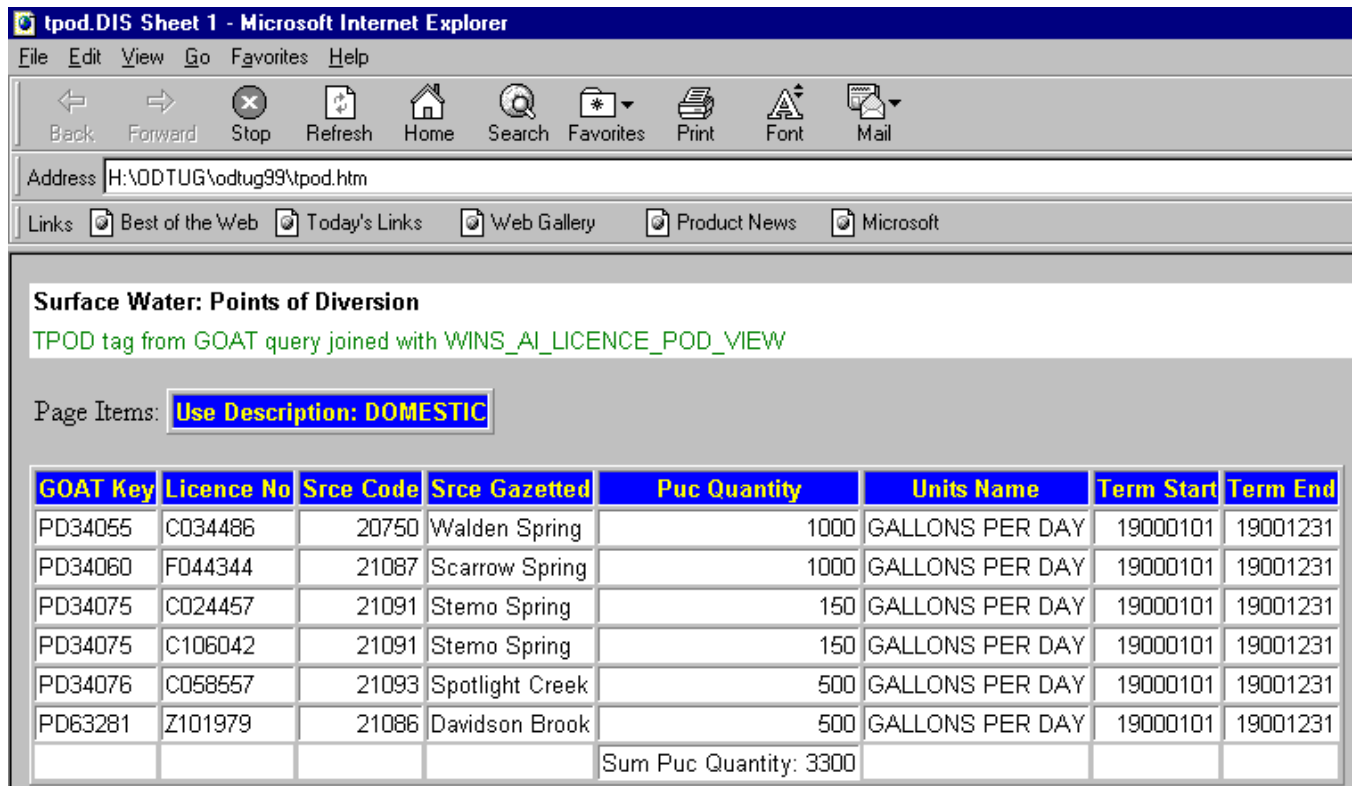 tpod.DIS Sheet 1 - Microsoft Internet Explorer
File Edit View Go Favorites Help
Back Forward Stop Refresh Home Search Favorites Print Font Mail
Address H:\ODTUG\odtug99\tpod.htm
Links Best of the Web Today's Links Web Gallery Product News Microsoft
Surface Water: Points of Diversion
TPOD tag from GOAT query joined with WINS_AI_LICENCE_POD_VIEW
Page Items: Use Description: DOMESTIC
GOAT Key Licence No Srce Code Srce Gazetted Puc Quantity Units Name Term Start Term End
PD34055 C034486 20750 Walden Spring 1000 GALLONS PER DAY 19000101 19001231
PD34060 F044344 21087 Scarrow Spring 1000 GALLONS PER DAY 19000101 19001231
PD34075 C024457 21091 Stemo Spring 150 GALLONS PER DAY 19000101 19001231
PD34075 C106042 21091 Stemo Spring 150 GALLONS PER DAY 19000101 19001231
PD34076 C058557 21093 Spotlight Creek 500 GALLONS PER DAY 19000101 19001231
PD63281 Z101979 21086 Davidson Brook 500 GALLONS PER DAY 19000101 19001231
Sum Puc Quantity: 3300